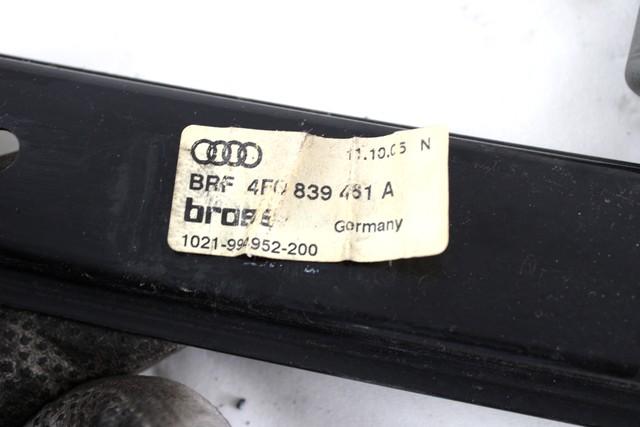 11.10.05 N
BRF 4F0 839 461 A
brose
Germany
1021-994952-200